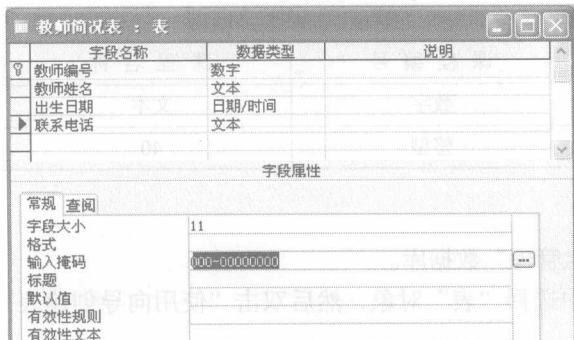 教师简况表 : 表
字段名称 数据类型 说明
教师编号 数字
教师姓名 文本
出生日期 日期/时间
联系电话 文本
字段属性
常规 查阅
字段大小 11
格式
输入掩码 000-00000000
标题
默认值
有效性规则
有效性文本